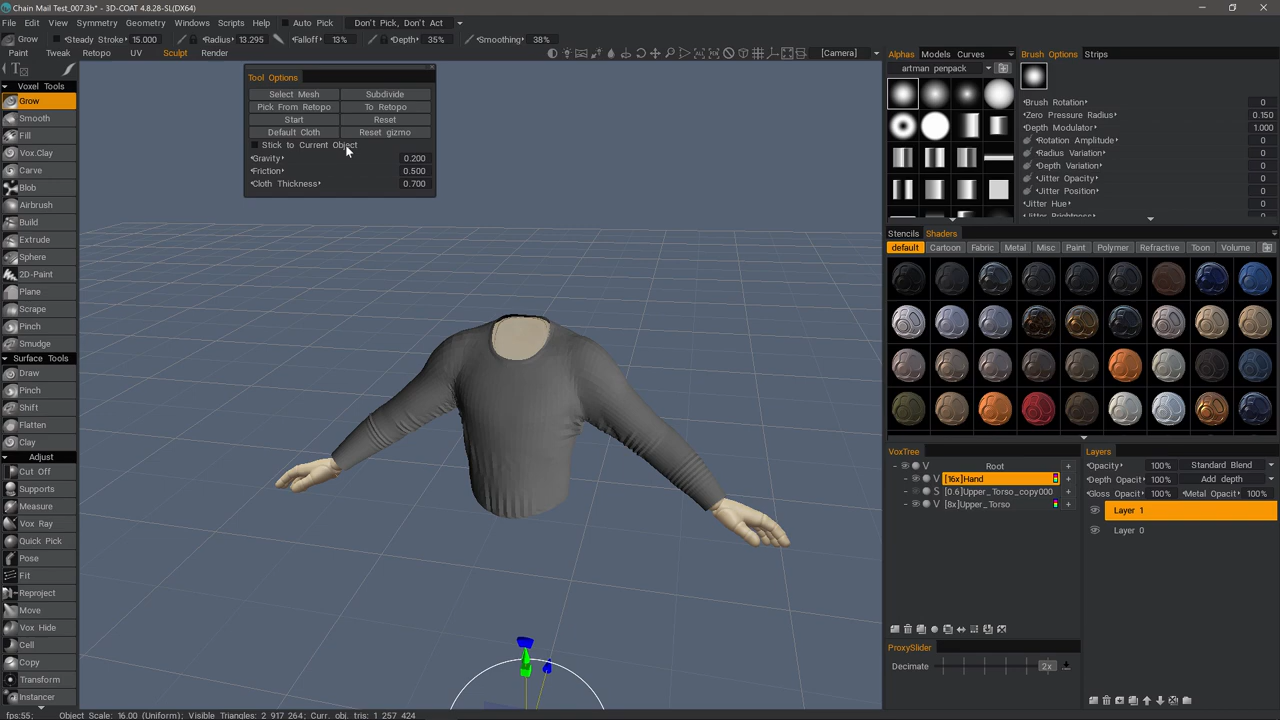 Chain Mail Test_007.3b* - 3D-COAT 4.8.28-SL(DX64)
File Edit View Symmetry Geometry Windows Scripts Help Auto Pick Don't Pick, Don't Act
Grow Steady Stroke 15.000 Radius 13.295 Falloff 13% Depth 35% Smoothing 38%
Paint Tweak Retopo UV Sculpt Render [Camera]
Voxel Tools
Grow
Smooth
Fill
Vox.Clay
Carve
Blob
Airbrush
Build
Extrude
Sphere
2D-Paint
Plane
Scrape
Pinch
Smudge
Surface Tools
Draw
Pinch
Shift
Flatten
Clay
Adjust
Cut Off
Supports
Measure
Vox Ray
Quick Pick
Pose
Fit
Reproject
Move
Vox Hide
Cell
Copy
Transform
Instancer
Tool Options
Select Mesh Subdivide
Pick From Retopo To Retopo
Start Reset
Default Cloth Reset gizmo
Stick to Current Object
Gravity 0.200
Friction 0.500
Cloth Thickness 0.700
Alphas Models Curves
artman penpack
Brush Options Strips
Brush Rotation 0
Zero Pressure Radius 0.150
Depth Modulator 1.000
Rotation Amplitude 0
Radius Variation 0
Depth Variation 0
Jitter Opacity 0
Jitter Position 0
Jitter Hue 0
Jitter Brightness
Stencils Shaders
default Cartoon Fabric Metal Misc Paint Polymer Refractive Toon Volume
VoxTree
Root
V
V [16x]Hand
S [0.6]Upper_Torso_copy000
V [8x]Upper_Torso
ProxySlider
Decimate 2x
Layers
Opacity 100% Standard Blend
Depth Opacity 100% Add depth
Gloss Opacity 100% Metal Opacity 100%
Layer 1
Layer 0
fps:55; Object Scale: 16.00 (Uniform); Visible Triangles: 2 917 264; Curr. obj. tris: 1 257 424